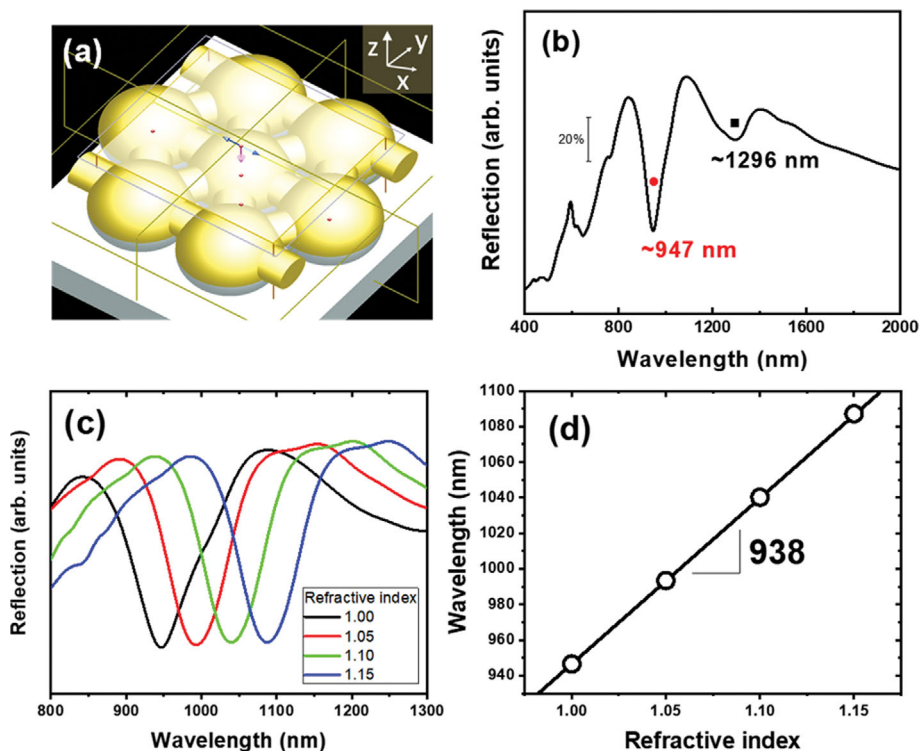 (a)
z
y
x
(b)
Reflection (arb. units)
20%
~1296 nm
~947 nm
400 800 1200 1600 2000
Wavelength (nm)
(c)
Reflection (arb. units)
Refractive index
1.00
1.05
1.10
1.15
800 900 1000 1100 1200 1300
Wavelength (nm)
(d)
Wavelength (nm)
1100
1080
1060
1040
1020
1000
980
960
940
938
1.00 1.05 1.10 1.15
Refractive index